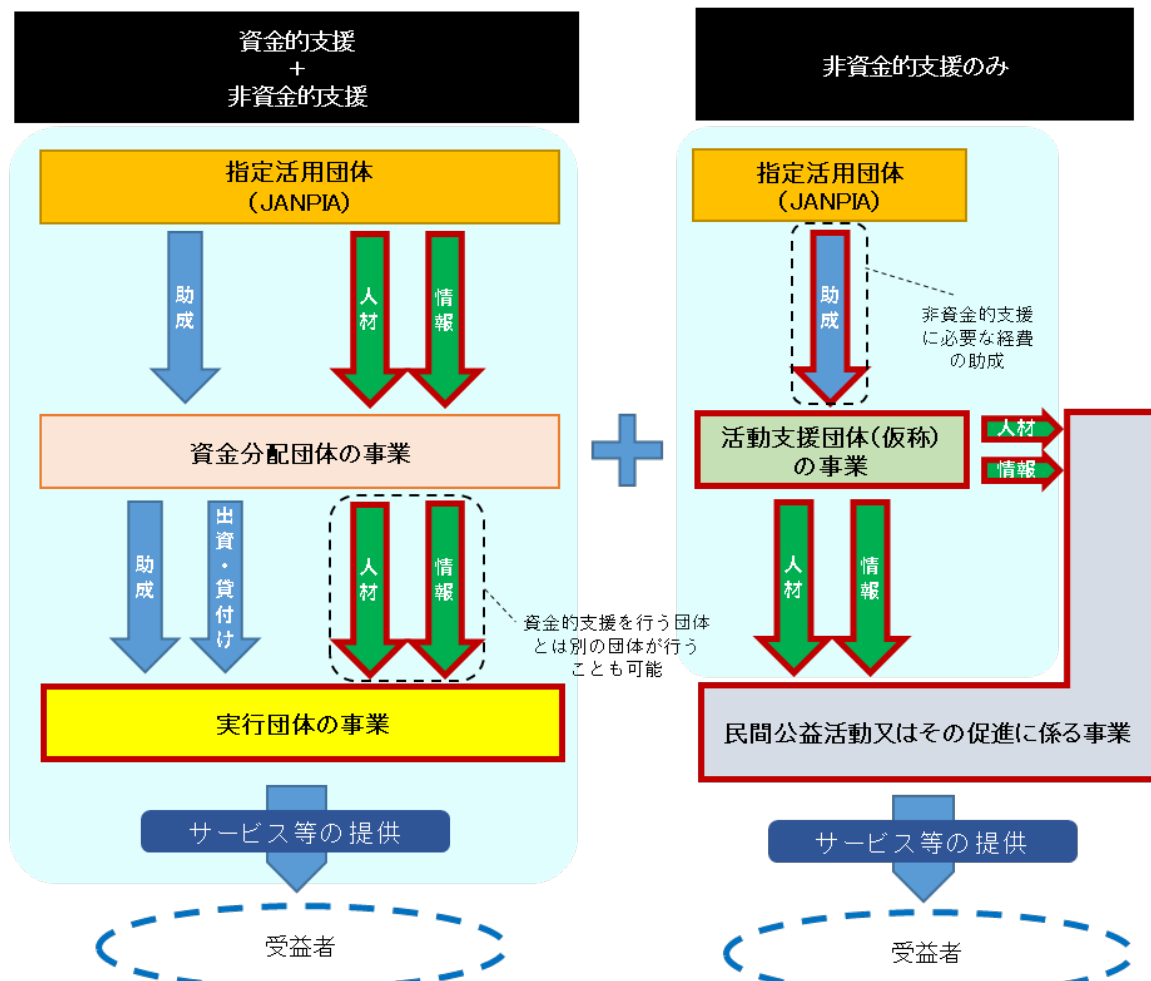 資金的支援
+
非資金的支援
指定活用団体
(JANPIA)
助成
人材
情報
資金分配団体の事業
助成
出資・貸付け
人材
情報
資金的支援を行う団体
とは別の団体が行う
ことも可能
実行団体の事業
サービス等の提供
受益者
非資金的支援のみ
指定活用団体
(JANPIA)
助成
非資金的支援
に必要な経費
の助成
活動支援団体(仮称)
の事業
人材
情報
人材
情報
民間公益活動又はその促進に係る事業
サービス等の提供
受益者